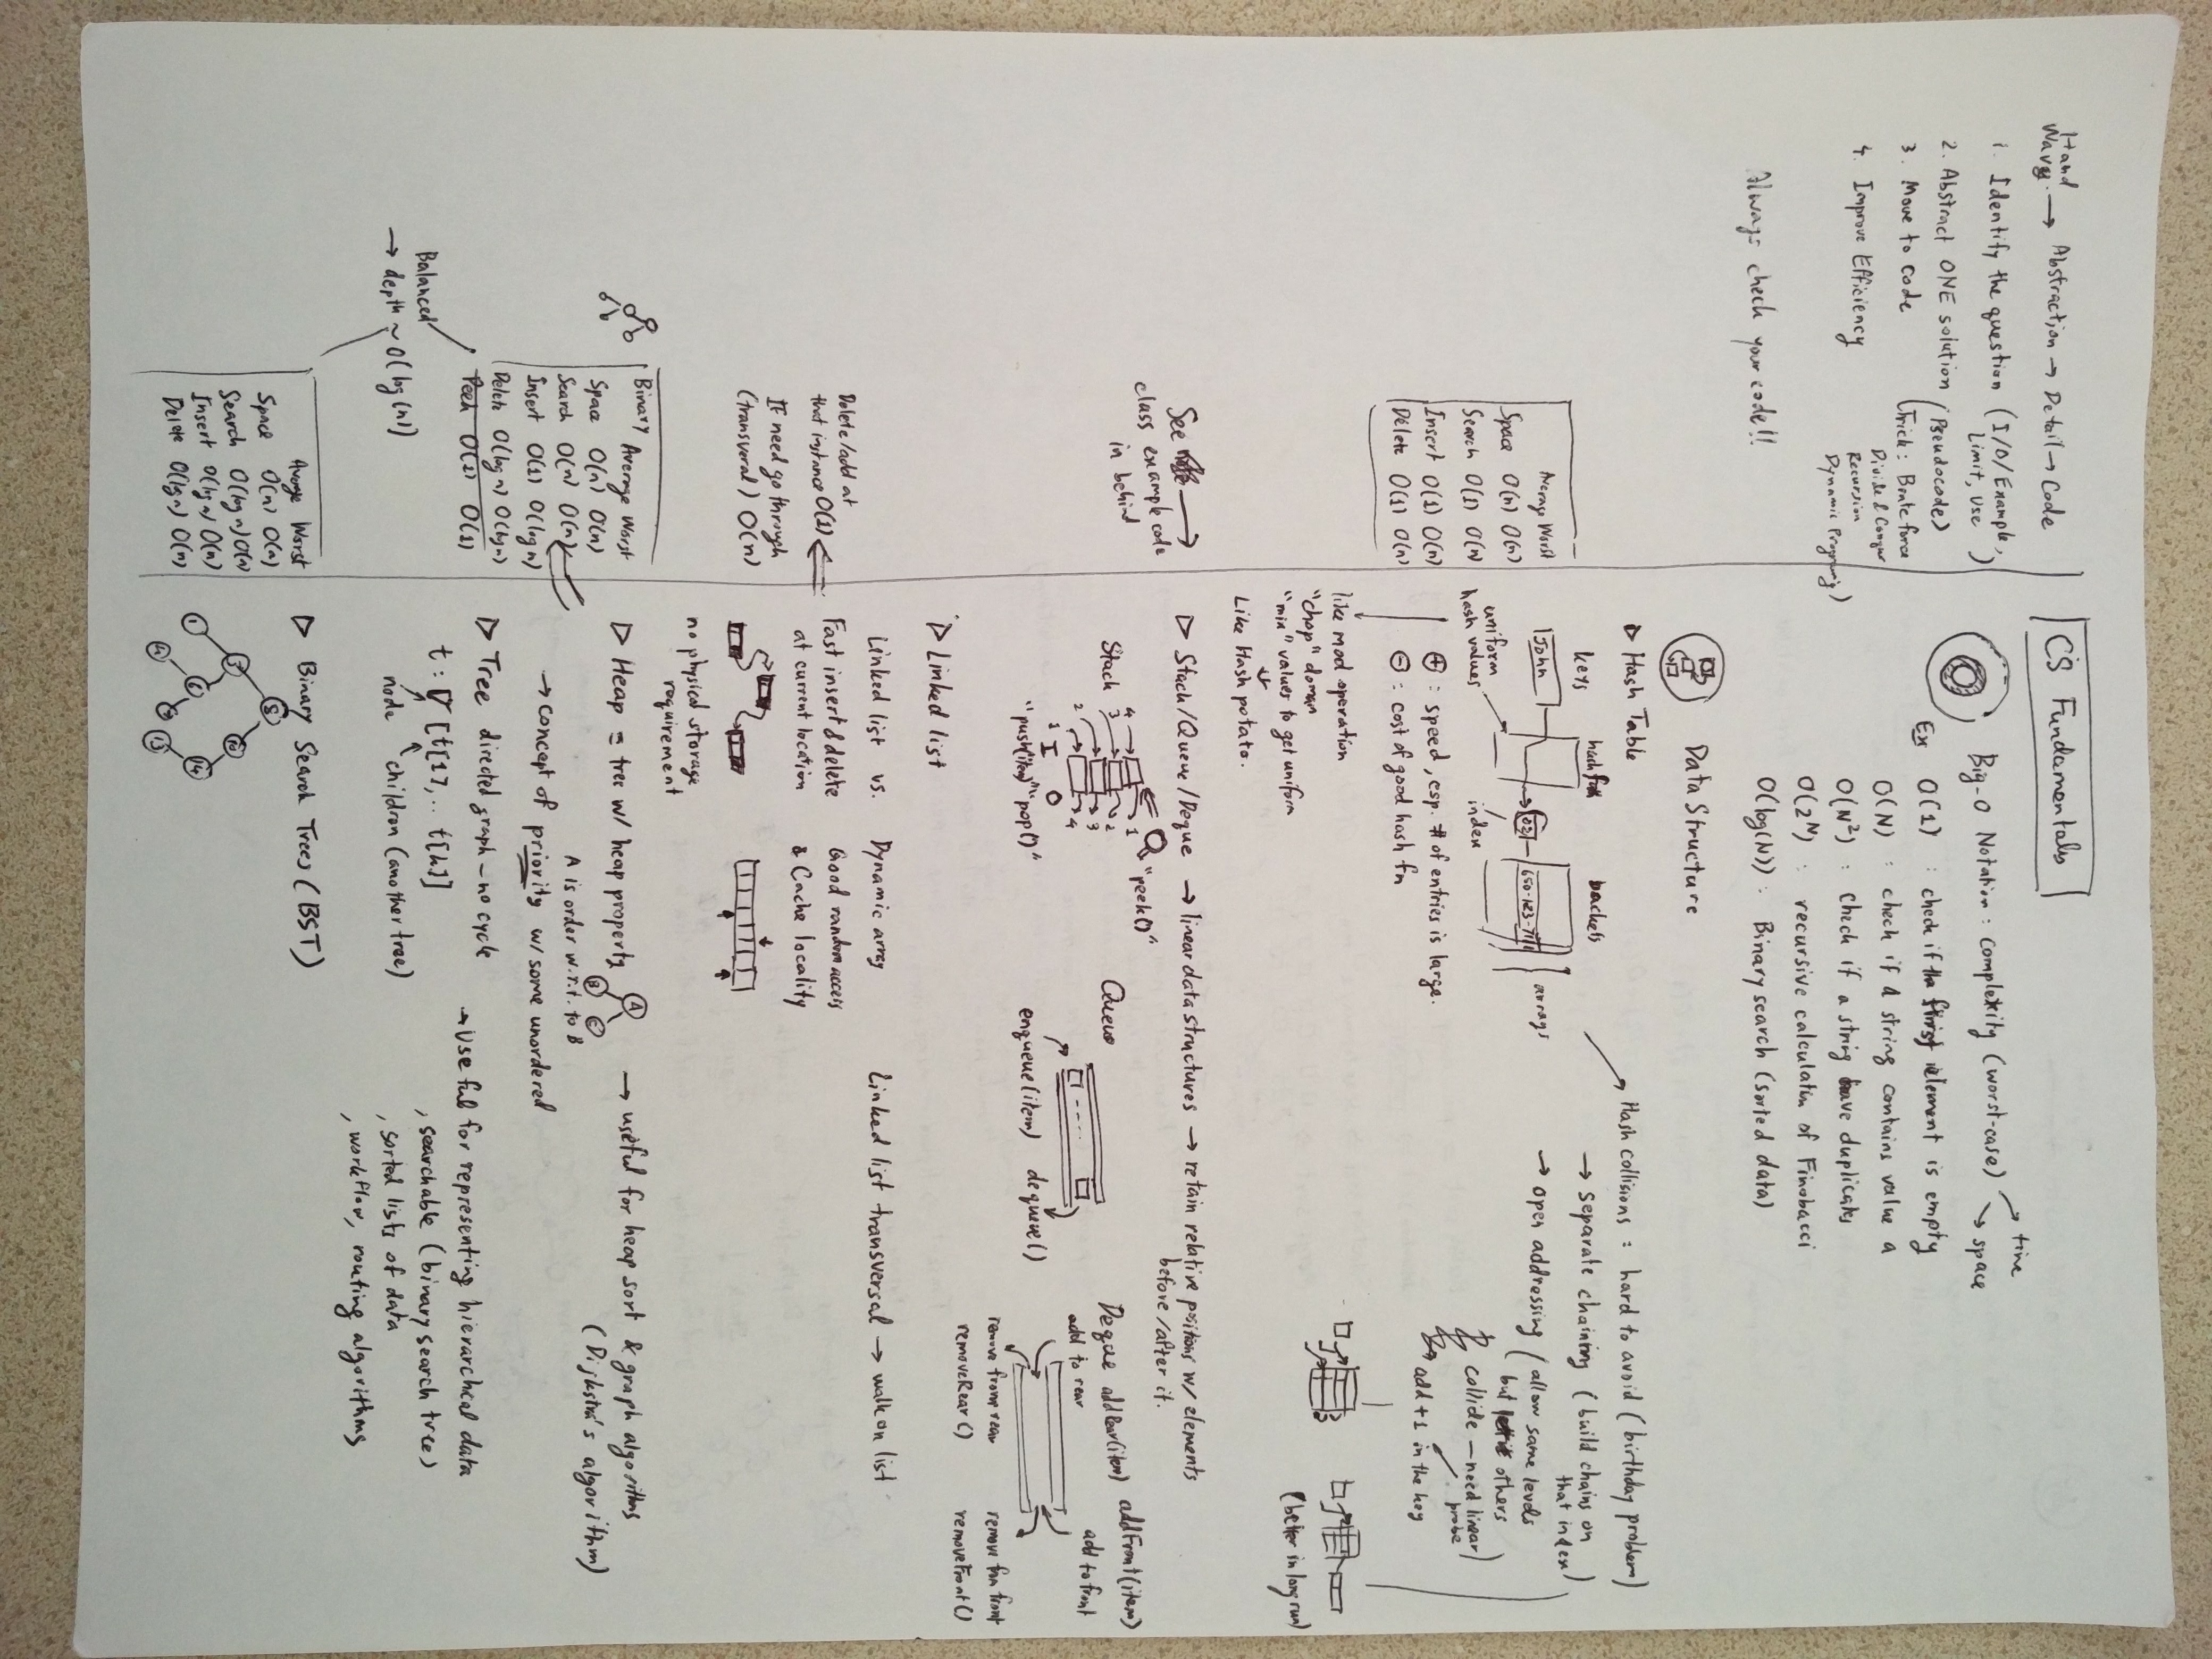 Hand
Wavy → Abstraction → Detail → Code
1. Identify the question (I/O/Example,
Limit, Use)
2. Abstract ONE solution (Pseudocode)
3. Move to code
Trick: Brute force
Divide & Conqur
4. Improve Efficiency
Recursion
Dynamic Programing)
Always check your code!!
CS Fundamentals
Big-O Notation: complexity (worst-case)
→ time
→ space
Ex O(1) : check if the first element is empty
O(N) : check if a string contains value a
O(N²) : check if a string have duplicates
O(2ᴺ) : recursive calculation of Finobacci
O(log(N)) : Binary search (sorted data)
Data Structure
▷ Hash Table
keys
hash fn
buckets
John
02
650-123-7111
arrays
uniform
hash values
index
⊕ : speed, esp. # of entries is large.
⊖ : cost of good hash fn
like mod operation
"chop" domain
"mix" values to get uniform
Like Hash potato.
Average Worst
Space O(n) O(n)
Search O(1) O(n)
Insert O(1) O(n)
Delete O(1) O(n)
Hash collisions : hard to avoid (birthday problem)
→ separate chaining (build chains on
that index)
→ open addressing (allow same levels
but others
collide — need linear
probe)
add +1 in the key
(better in long run)
See →
class example code
in behind
▷ Stack/Queue/Deque → linear data structures → retain relative positions w/ elements
before/after it.
Stack
"peek()"
4 1
3 2
2 3
1 4
I O
"push(item)" "pop()"
Queue
enqueue(item) dequeue()
Deque addRear(item) addFront(item)
add to rear add to front
remove from rear remove from front
removeRear() removeFront()
▷ Linked list
Linked list vs. Dynamic array
Fast insert & delete Good random access
at current location & Cache locality
no physical storage
requirement
Linked list transversal → walk on list
Delete/add at
that instance O(1)
IF need go through
(transveral) O(n)
Binary
Average Worst
Space O(n) O(n)
Search O(n) O(n)
Insert O(1) O(log n)
Delete O(log n) O(log n)
Peek O(1) O(1)
Balanced
→ depth ~ O(log(n))
▷ Heap = tree w/ heap property
A
B C
A is order w.r.t. to B
→ concept of priority w/ some unordered
→ useful for heap sort & graph algorithms
(Dijkstra's algorithm)
▷ Tree directed graph – no cycle
t : V [t[1],.. t[k]]
node children (another tree)
→ Useful for representing hierarcheal data
, searchable (binary search tree)
, sorted lists of data
, workflow, routing algorithms
▷ Binary Search Trees (BST)
8
3 10
1 6 14
4 7 13
Average Worst
Space O(n) O(n)
Search O(log n) O(n)
Insert O(log n) O(n)
Delete O(log n) O(n)